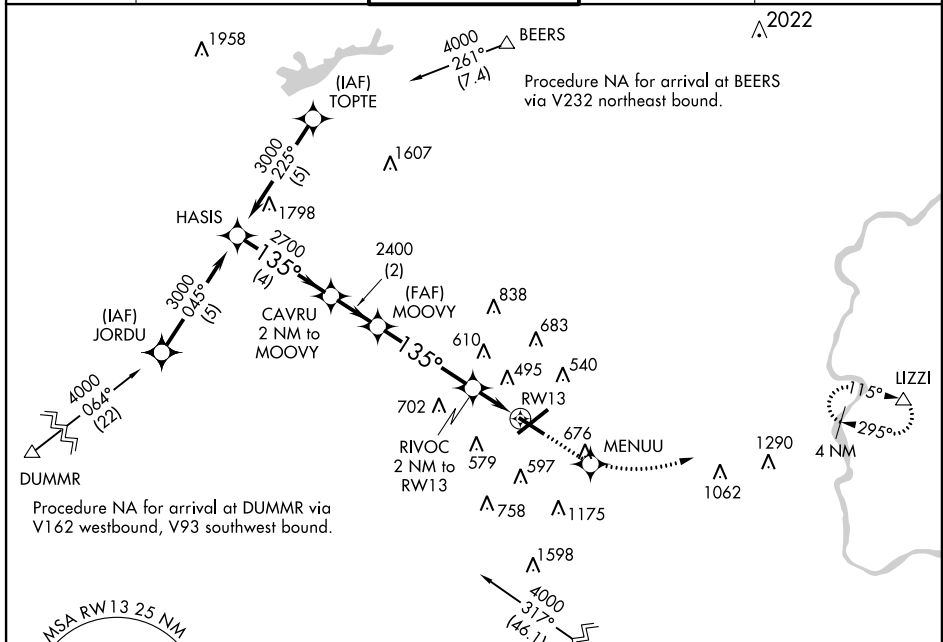 1958
2022
4000
261°
(7.4)
BEERS
Procedure NA for arrival at BEERS
via V232 northeast bound.
(IAF)
TOPTE
3000
225°
(5)
1607
1798
HASIS
2700
135°
(4)
2400
(2)
(FAF)
MOOVY
CAVRU
2 NM to
MOOVY
3000
045°
(5)
(IAF)
JORDU
838
683
610
135°
495
540
RW13
702
RIVOC
2 NM to
RW13
4000
064°
(22)
DUMMR
579
676
MENUU
597
LIZZI
115°
295°
4 NM
1290
1062
758
1175
Procedure NA for arrival at DUMMR via
V162 westbound, V93 southwest bound.
1598
4000
317°
(46.1)
MSA RW13 25 NM